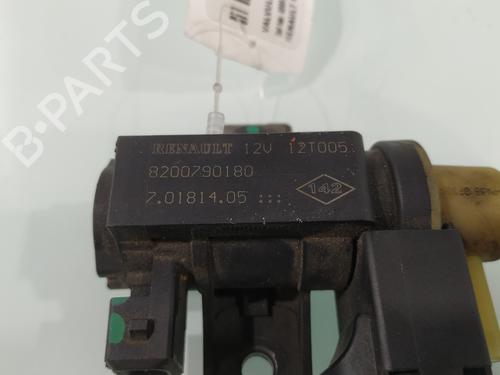 RENAULT 12V 12T005
8200790180
7.01814.05 :::
142
B-PARTS